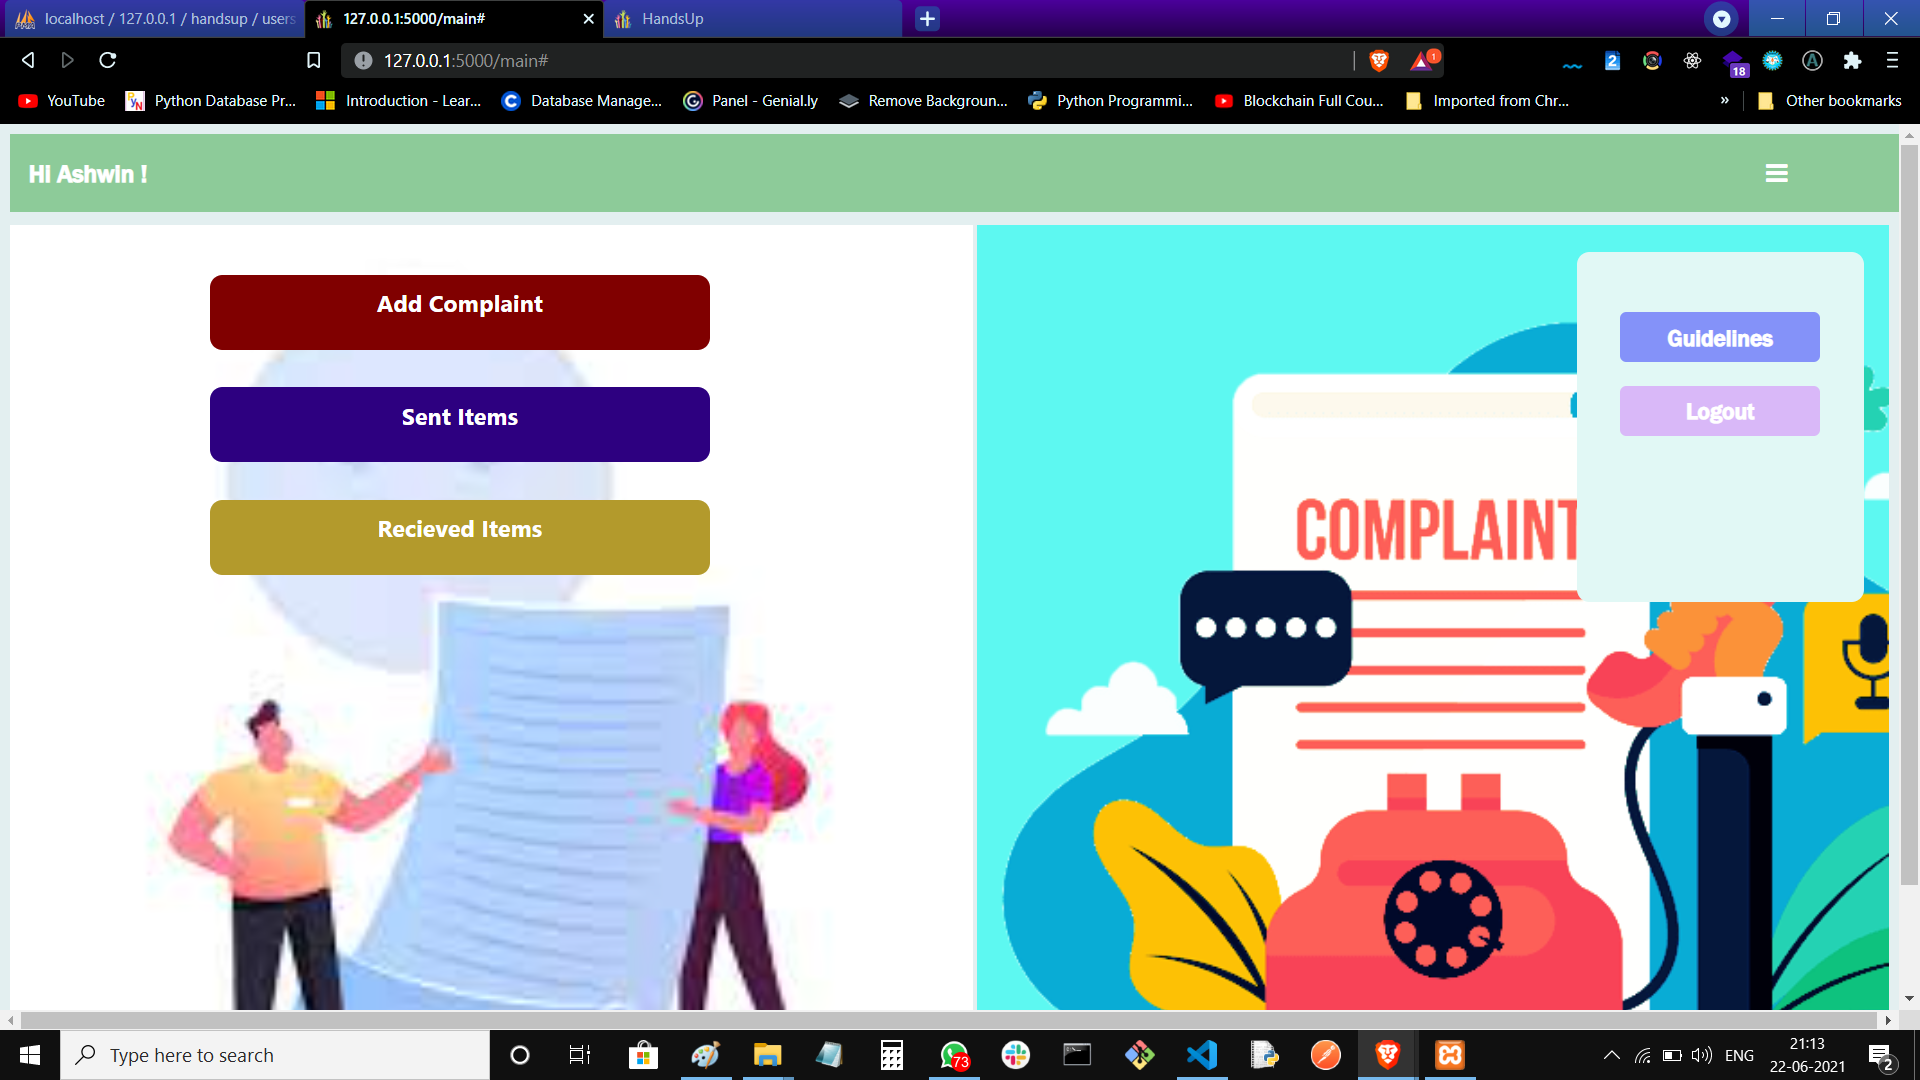 localhost / 127.0.0.1 / handsup / users
127.0.0.1:5000/main#
HandsUp
127.0.0.1:5000/main#
1
2
18
YouTube
Python Database Pr...
Introduction - Lear...
Database Manage...
Panel - Genial.ly
Remove Backgroun...
Python Programmi...
Blockchain Full Cou...
Imported from Chr...
»
Other bookmarks
Hi Ashwin !
Add Complaint
Sent Items
Recieved Items
Guidelines
Logout
COMPLAINT
Type here to search
73
ENG
21:13
22-06-2021
2